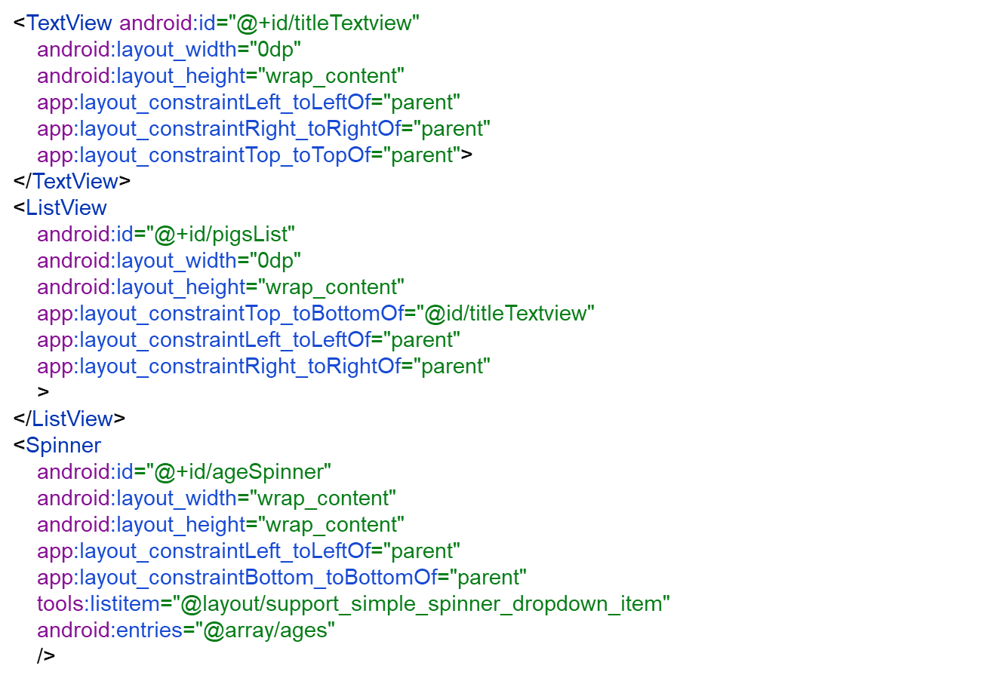 <TextView android:id="@+id/titleTextview"
    android:layout_width="0dp"
    android:layout_height="wrap_content"
    app:layout_constraintLeft_toLeftOf="parent"
    app:layout_constraintRight_toRightOf="parent"
    app:layout_constraintTop_toTopOf="parent">
</TextView>
<ListView
    android:id="@+id/pigsList"
    android:layout_width="0dp"
    android:layout_height="wrap_content"
    app:layout_constraintTop_toBottomOf="@id/titleTextview"
    app:layout_constraintLeft_toLeftOf="parent"
    app:layout_constraintRight_toRightOf="parent"
    >
</ListView>
<Spinner
    android:id="@+id/ageSpinner"
    android:layout_width="wrap_content"
    android:layout_height="wrap_content"
    app:layout_constraintLeft_toLeftOf="parent"
    app:layout_constraintBottom_toBottomOf="parent"
    tools:listitem="@layout/support_simple_spinner_dropdown_item"
    android:entries="@array/ages"
    />